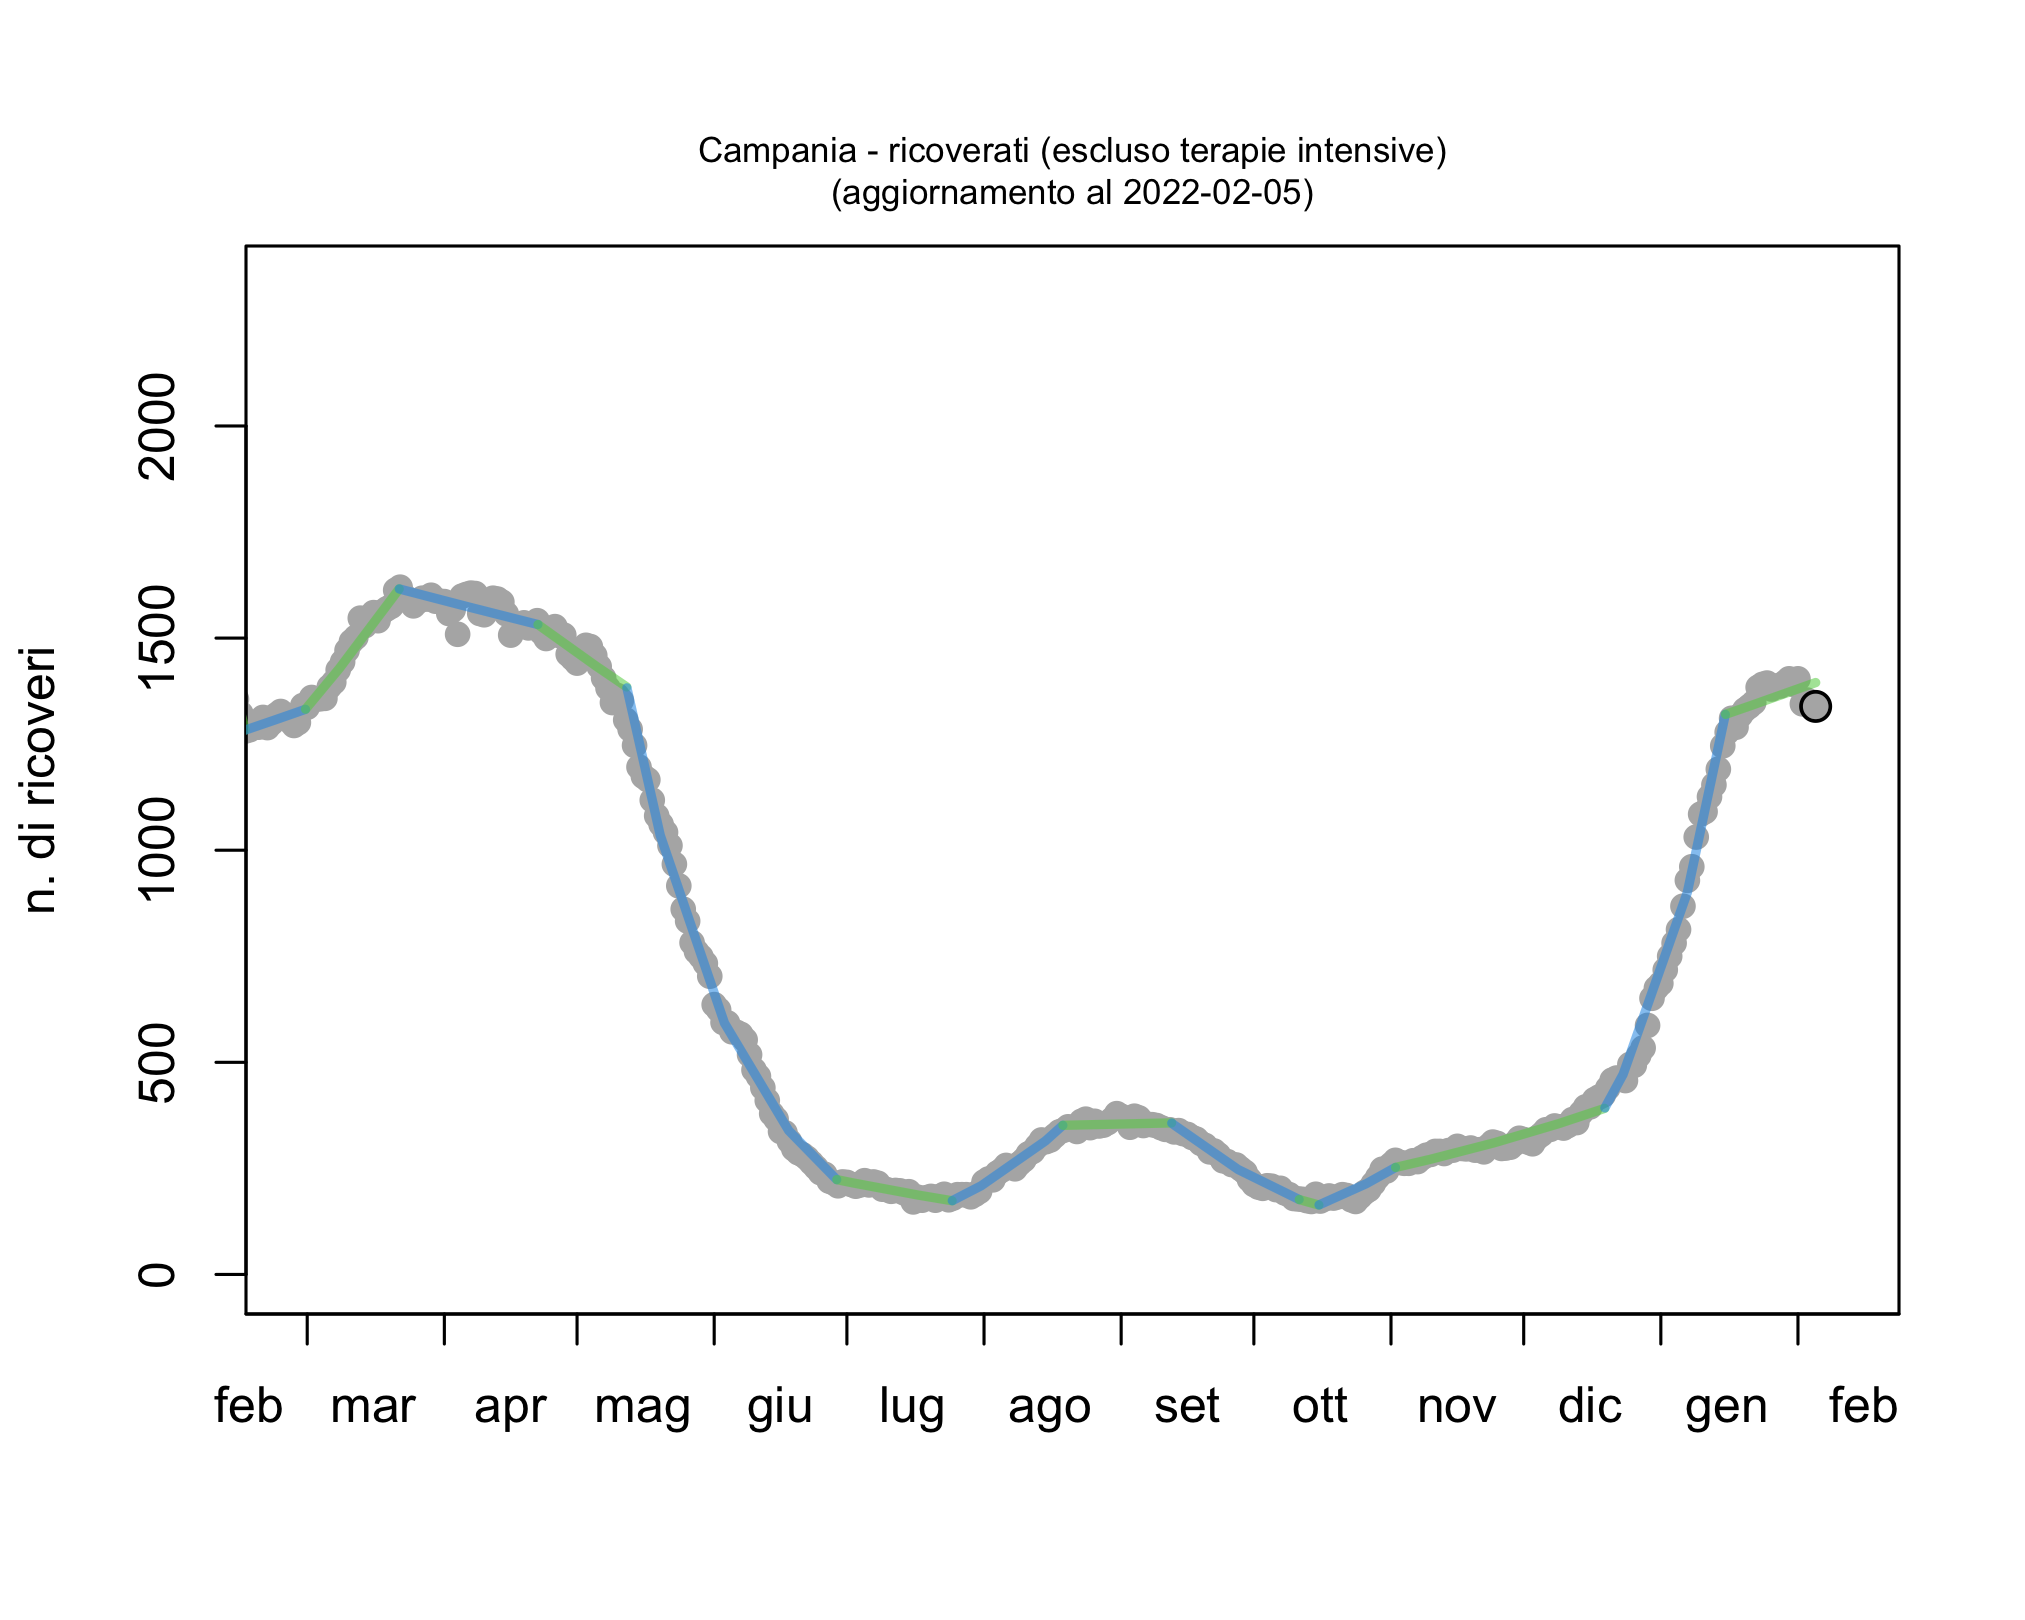 Campania - ricoverati (escluso terapie intensive)
(aggiornamento al 2022-02-05)
n. di ricoveri
2000
1500
1000
500
0
feb mar apr mag giu lug ago set ott nov dic gen feb